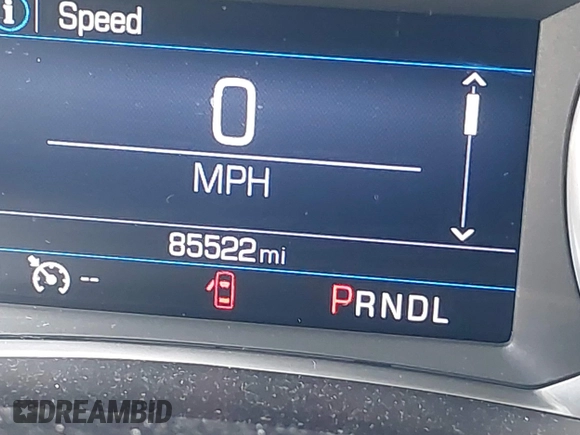 i Speed
0
MPH
85522 mi
--
PRNDL
DREAMBID